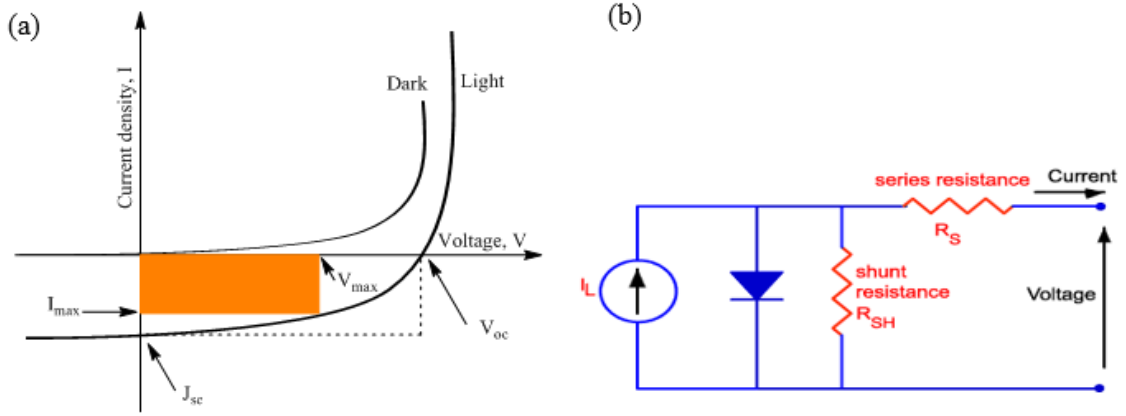 (a)
Current density, I
Dark
Light
Voltage, V
V_max
I_max
V_oc
J_sc
(b)
series resistance
Current
R_S
I_L
shunt
resistance
R_SH
Voltage